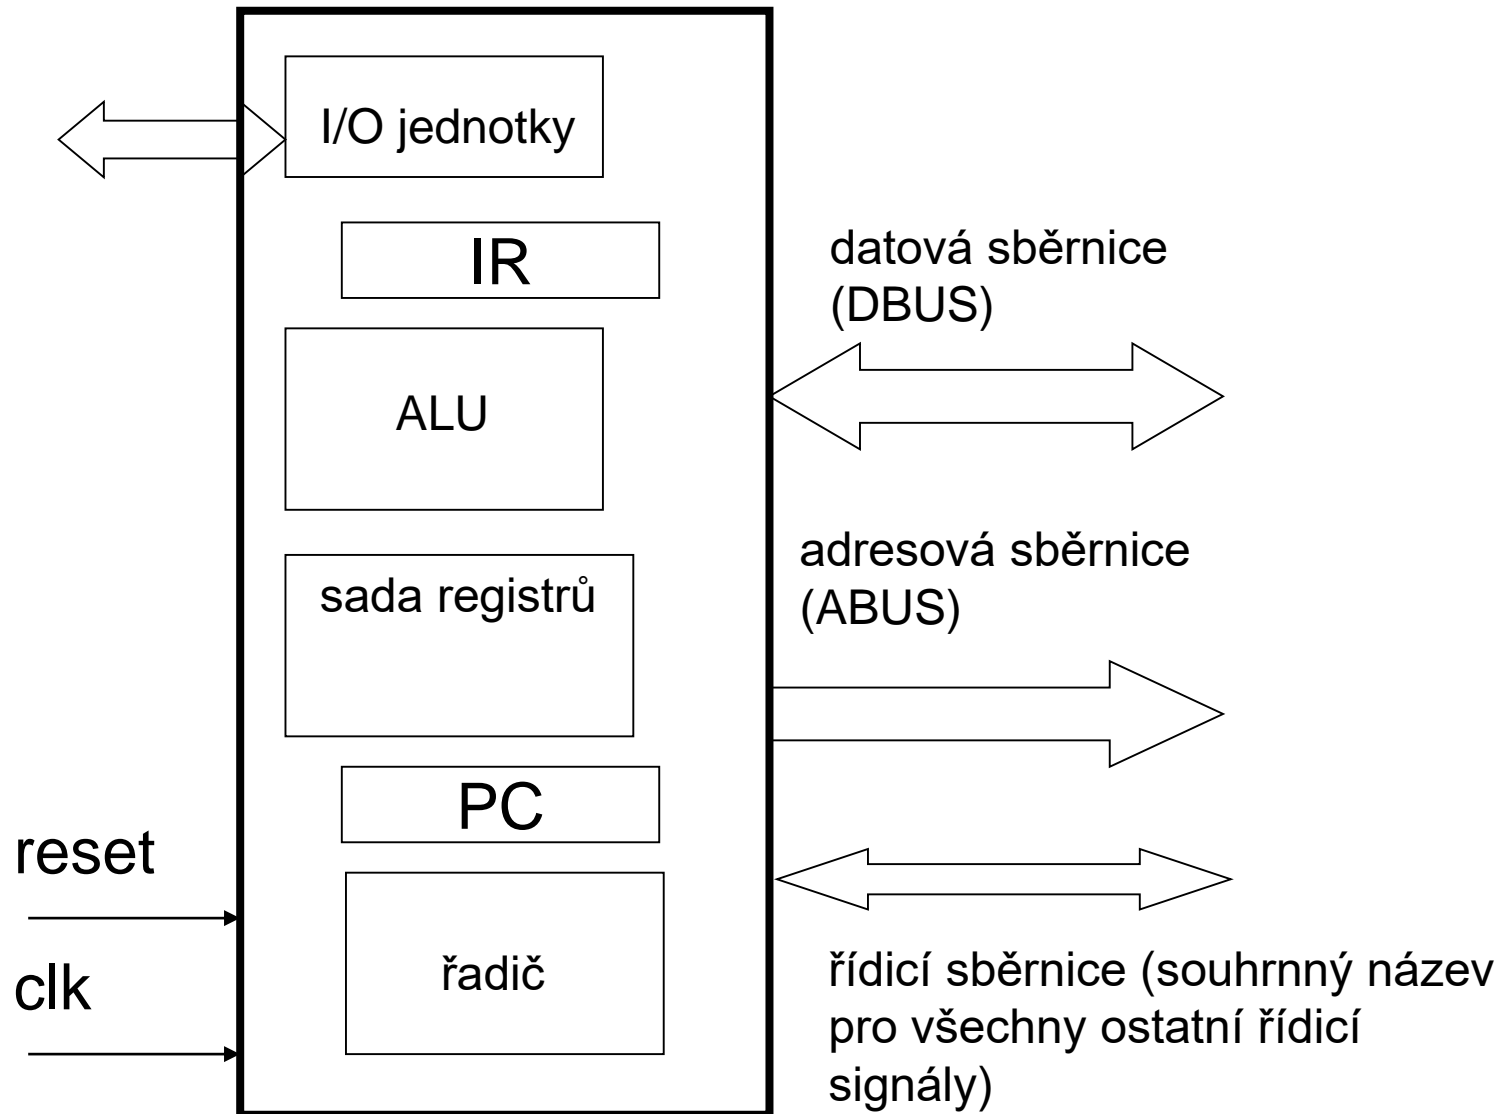 I/O jednotky
IR
ALU
sada registrů
PC
řadič
reset
clk
datová sběrnice
(DBUS)
adresová sběrnice
(ABUS)
řídicí sběrnice (souhrnný název
pro všechny ostatní řídicí
signály)